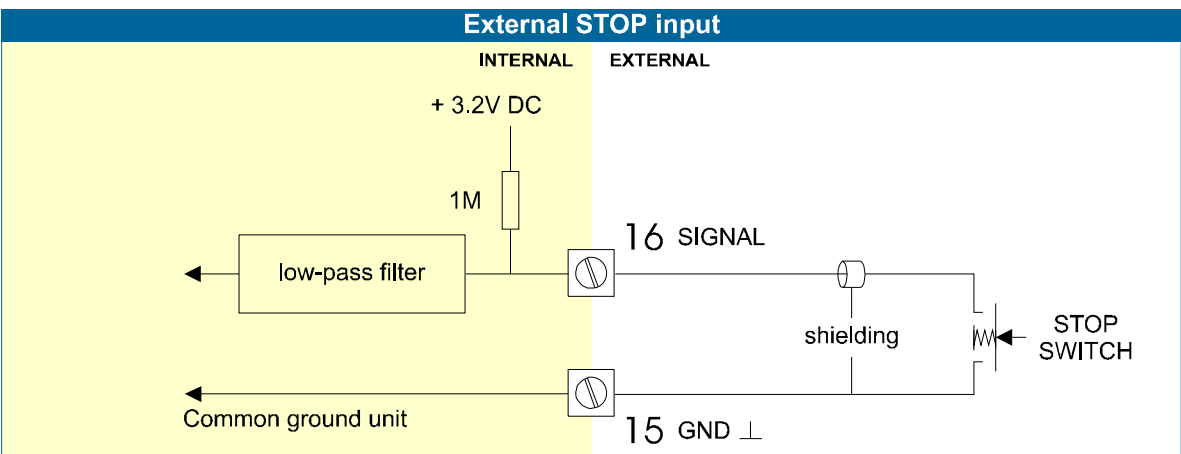 External STOP input
INTERNAL EXTERNAL
+ 3.2V DC
1M
16 SIGNAL
low-pass filter
shielding
STOP
SWITCH
Common ground unit
15 GND ⊥